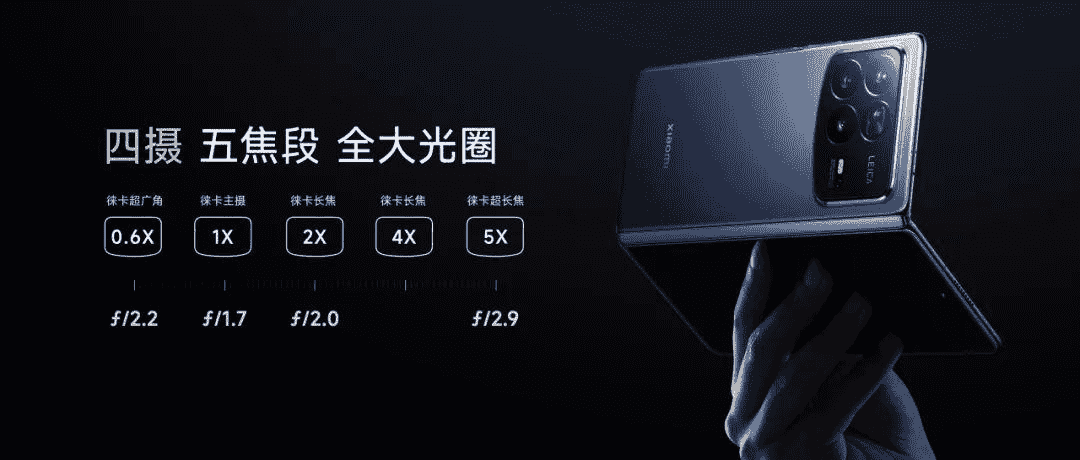 四摄 五焦段 全大光圈
徕卡超广角 徕卡主摄 徕卡长焦 徕卡长焦 徕卡超长焦
0.6X 1X 2X 4X 5X
f/2.2 f/1.7 f/2.0 f/2.9
xiaomi
LEICA